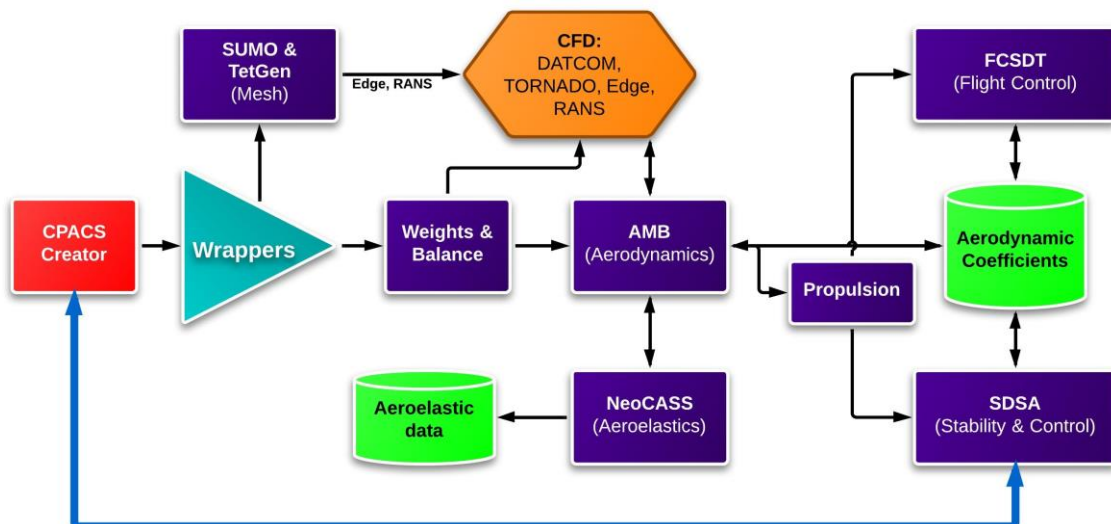 SUMO &
TetGen
(Mesh)
Edge, RANS
CFD:
DATCOM,
TORNADO, Edge,
RANS
FCSDT
(Flight Control)
CPACS
Creator
Wrappers
Weights &
Balance
AMB
(Aerodynamics)
Propulsion
Aerodynamic
Coefficients
Aeroelastic
data
NeoCASS
(Aeroelastics)
SDSA
(Stability & Control)